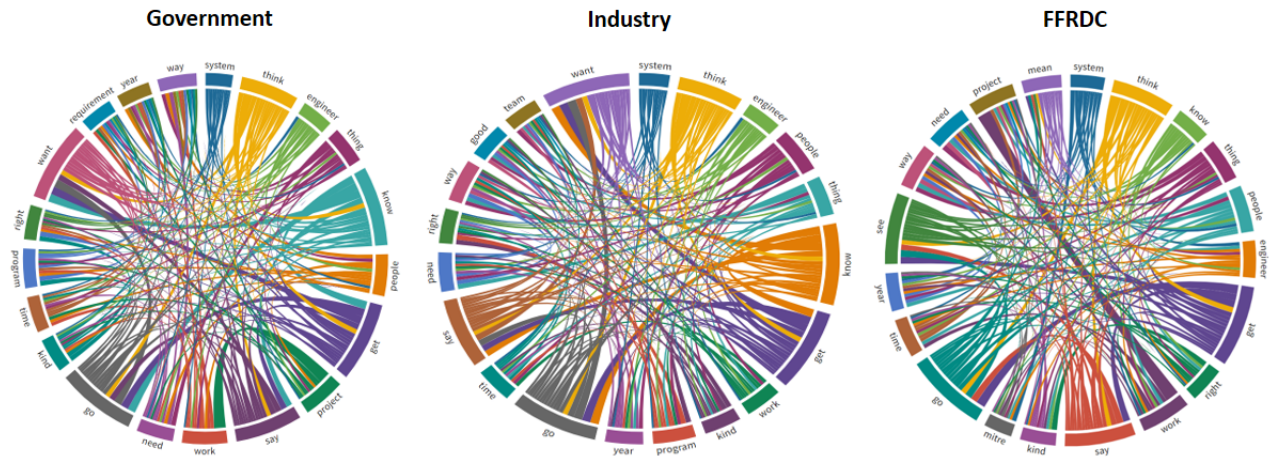 Government
Industry
FFRDC
system
think
engineer
thing
know
people
get
project
say
work
need
go
kind
time
program
right
want
requirement
year
way
system
think
engineer
people
thing
know
get
work
kind
program
year
go
time
say
need
right
way
good
team
want
system
think
know
thing
people
engineer
get
right
work
say
kind
mitre
go
time
year
see
way
need
project
mean